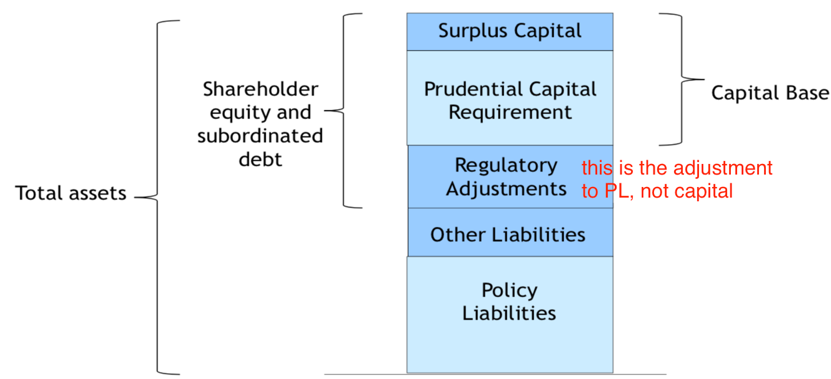 Surplus Capital
Shareholder
equity and
subordinated
debt
Prudential Capital
Requirement
Capital Base
Total assets
Regulatory
Adjustments
this is the adjustment
to PL, not capital
Other Liabilities
Policy
Liabilities